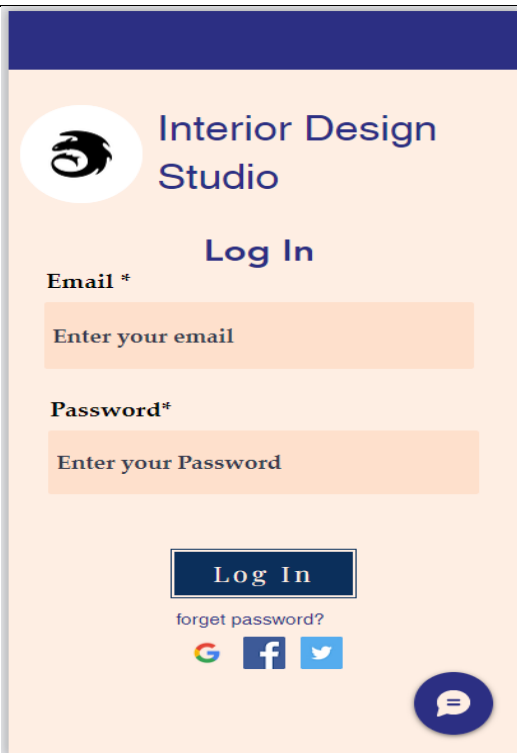 Interior Design
Studio
Log In
Email *
Enter your email
Password*
Enter your Password
Log In
forget password?